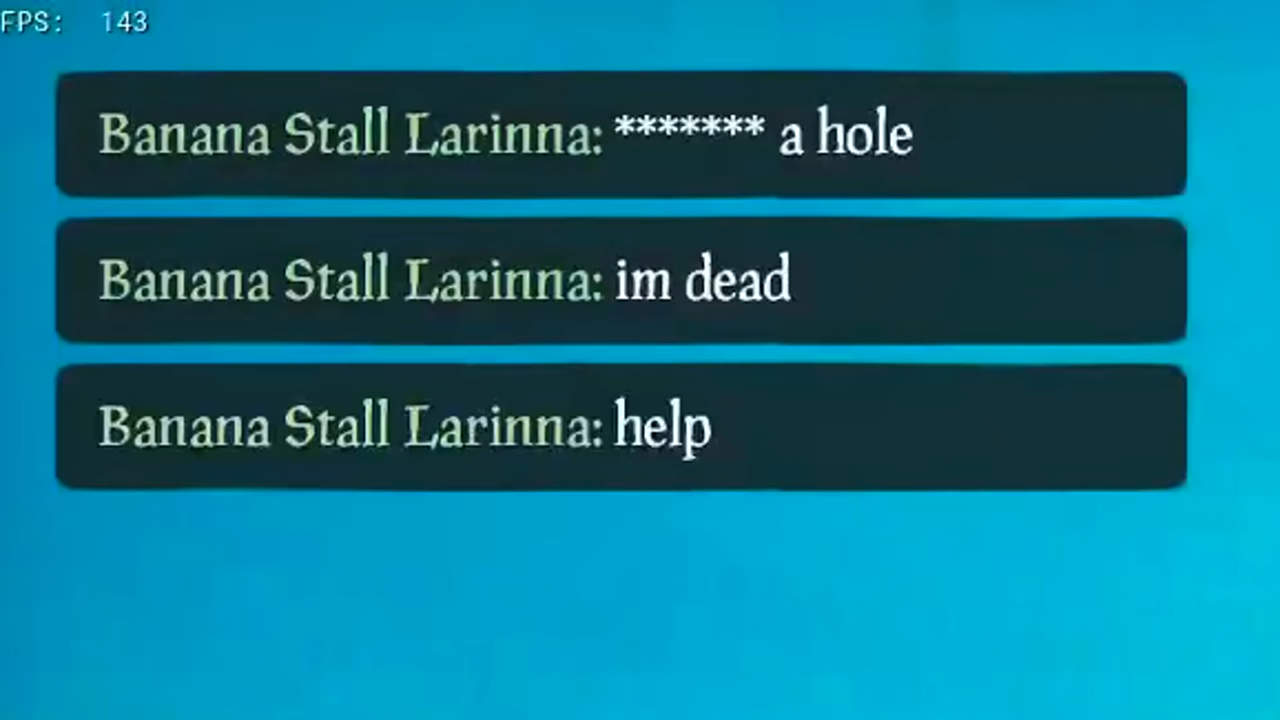 FPS: 143
Banana Stall Larinna: ******* a hole
Banana Stall Larinna: im dead
Banana Stall Larinna: help